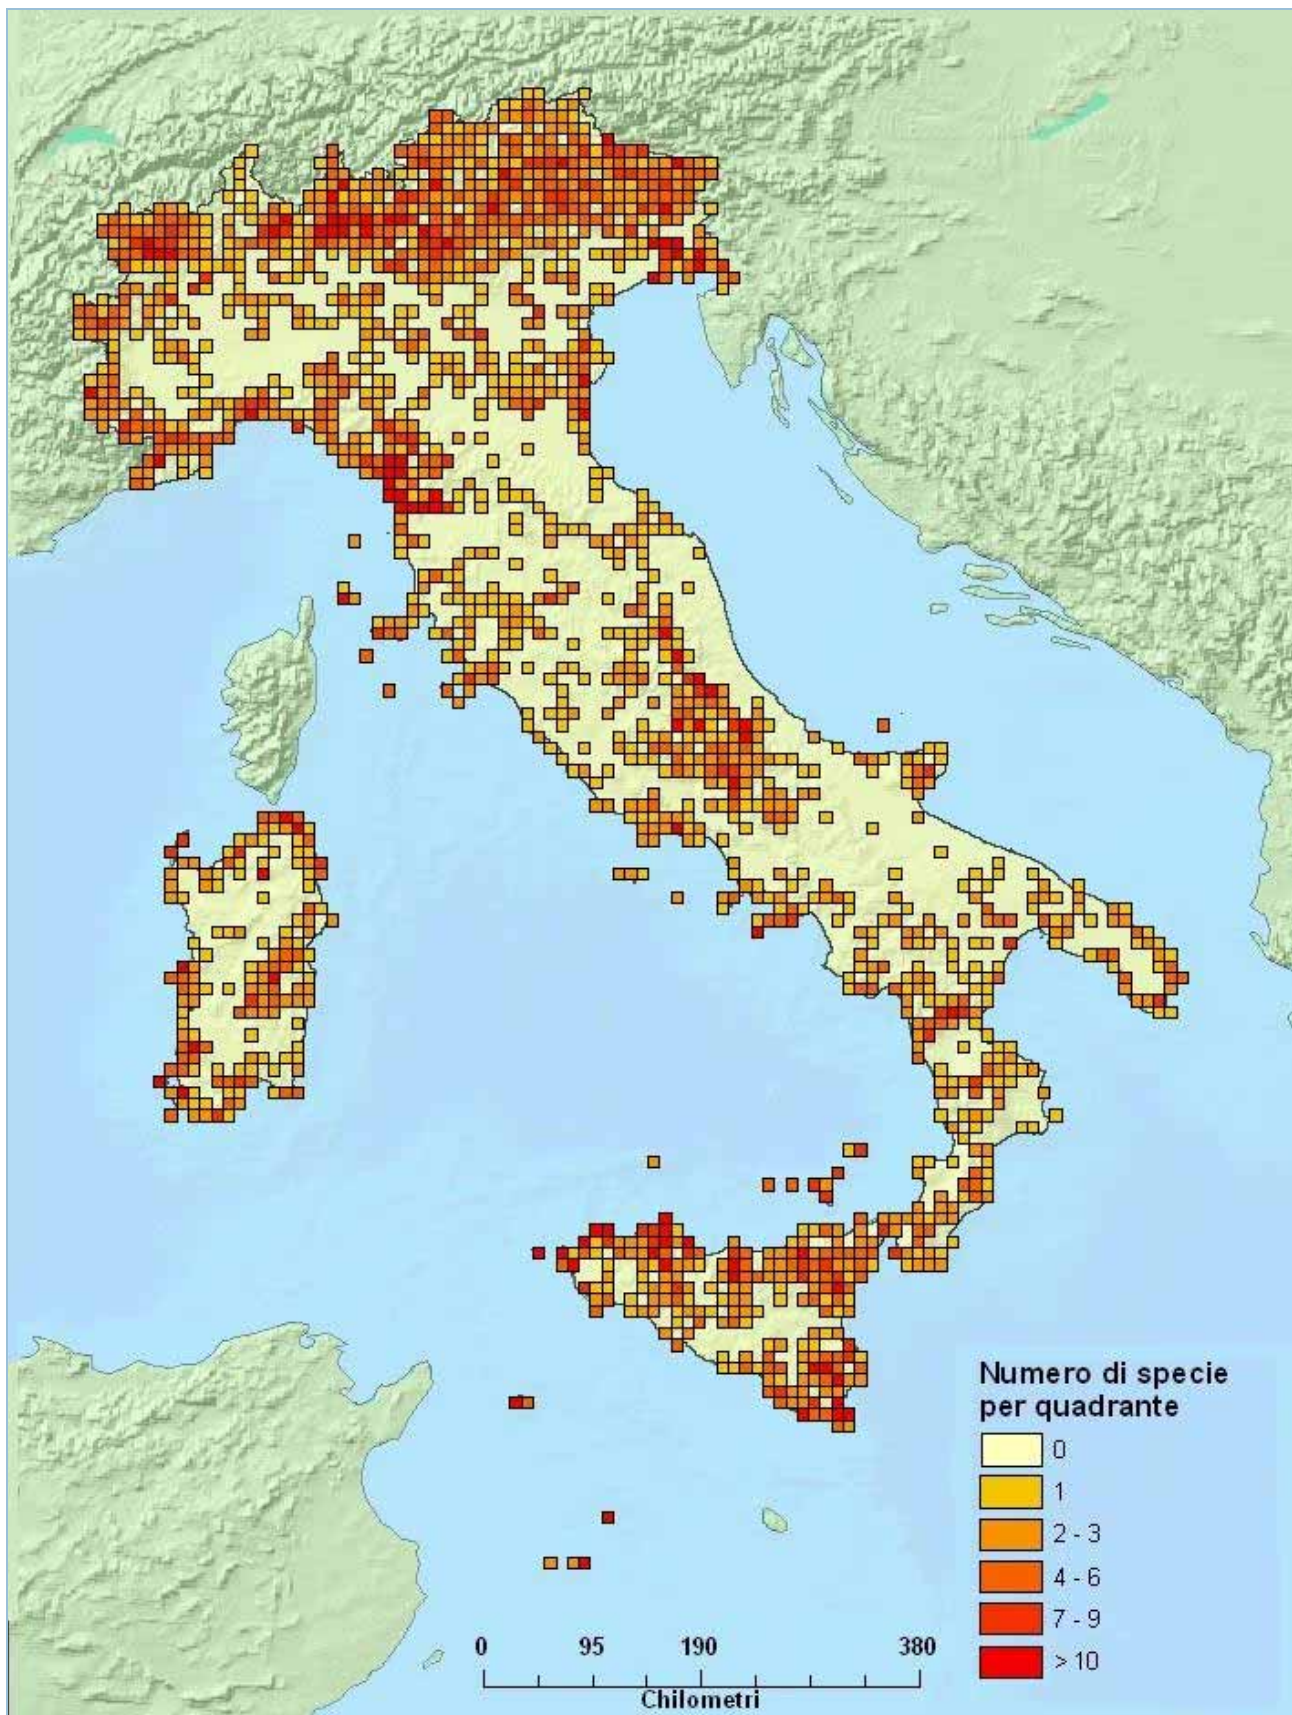 Numero di specie
per quadrante
0
1
2 - 3
4 - 6
7 - 9
> 10
0 95 190 380
Chilometri